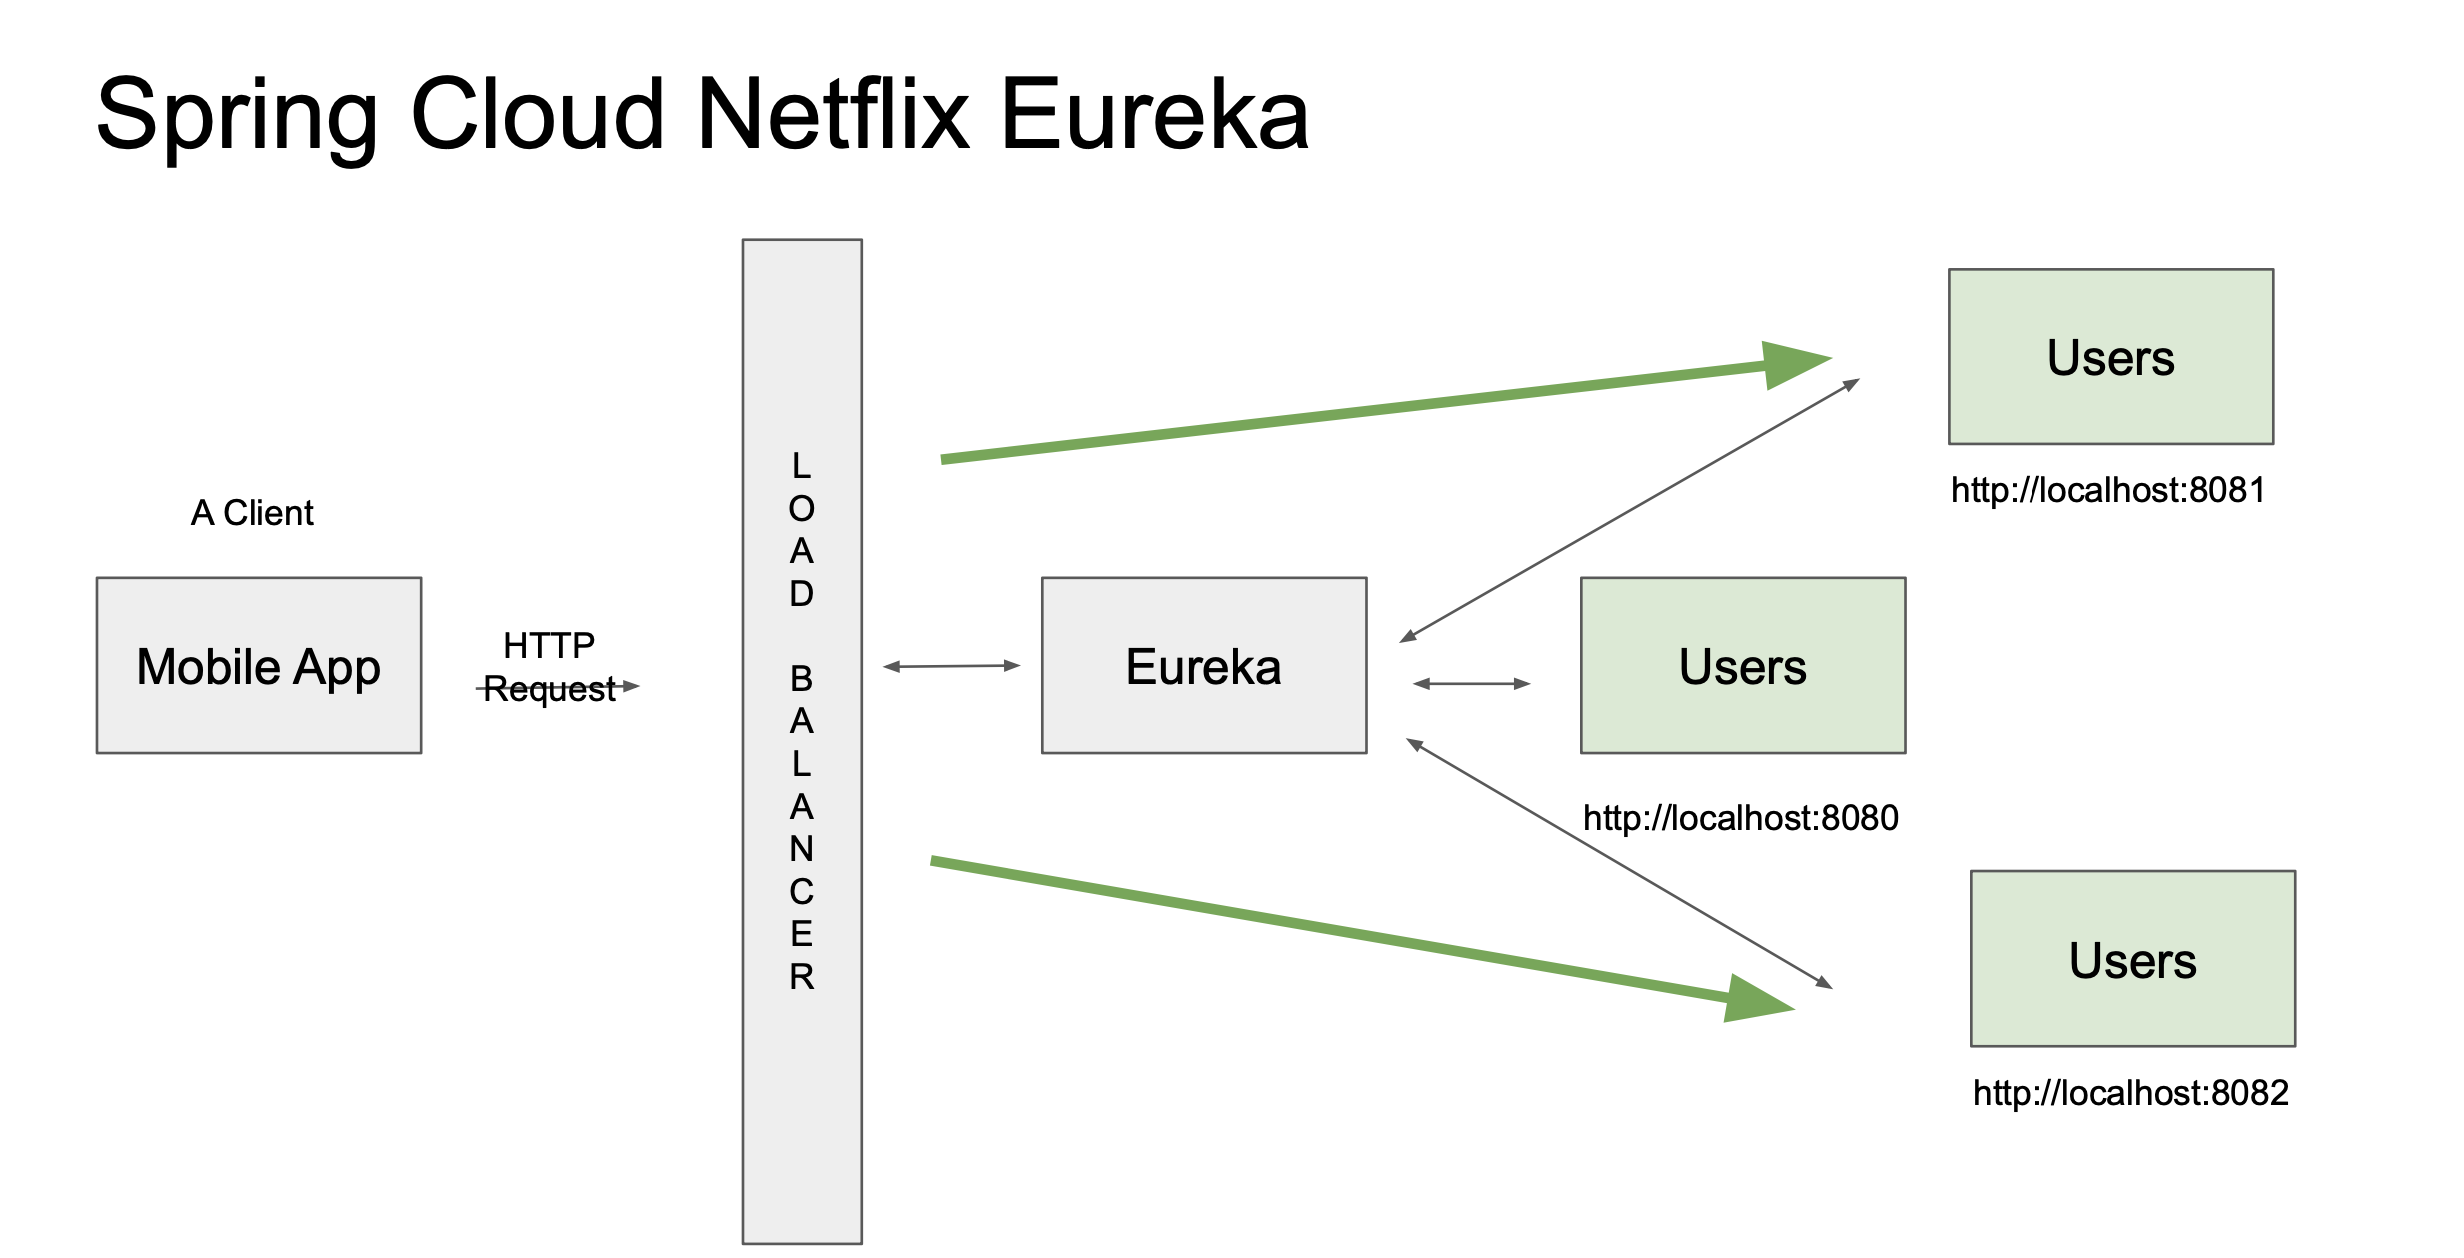 Spring Cloud Netflix Eureka
A Client
Mobile App
HTTP
Request
L
O
A
D
B
A
L
A
N
C
E
R
Eureka
Users
http://localhost:8081
Users
http://localhost:8080
Users
http://localhost:8082